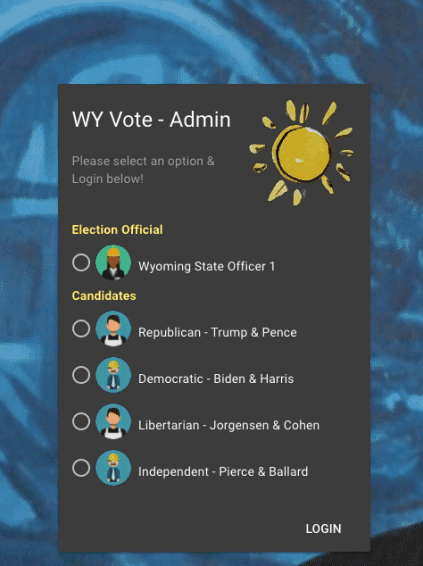 WY Vote - Admin
Please select an option &
Login below!
Election Official
Wyoming State Officer 1
Candidates
Republican - Trump & Pence
Democratic - Biden & Harris
Libertarian - Jorgensen & Cohen
Independent - Pierce & Ballard
LOGIN